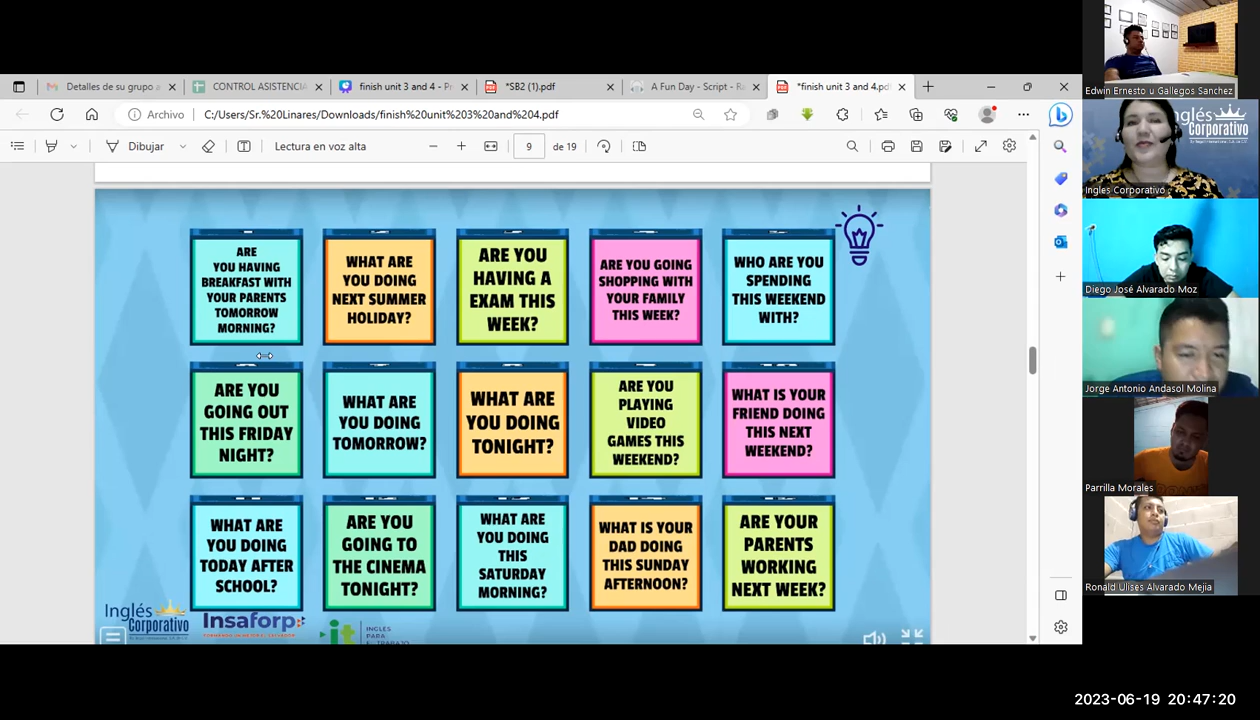 Detalles de su grupo a
CONTROL ASISTENCIA
finish unit 3 and 4 - P
*SB2 (1).pdf
A Fun Day - Script - R
*finish unit 3 and 4.pdf
Archivo
C:/Users/Sr.%20Linares/Downloads/finish%20unit%203%20and%204.pdf
Dibujar
Lectura en voz alta
9
de 19
ARE
YOU HAVING
BREAKFAST WITH
YOUR PARENTS
TOMORROW
MORNING?
WHAT ARE
YOU DOING
NEXT SUMMER
HOLIDAY?
ARE YOU
HAVING A
EXAM THIS
WEEK?
ARE YOU GOING
SHOPPING WITH
YOUR FAMILY
THIS WEEK?
WHO ARE YOU
SPENDING
THIS WEEKEND
WITH?
ARE YOU
GOING OUT
THIS FRIDAY
NIGHT?
WHAT ARE
YOU DOING
TOMORROW?
WHAT ARE
YOU DOING
TONIGHT?
ARE YOU
PLAYING
VIDEO
GAMES THIS
WEEKEND?
WHAT IS YOUR
FRIEND DOING
THIS NEXT
WEEKEND?
WHAT ARE
YOU DOING
TODAY AFTER
SCHOOL?
ARE YOU
GOING TO
THE CINEMA
TONIGHT?
WHAT ARE
YOU DOING
THIS
SATURDAY
MORNING?
WHAT IS YOUR
DAD DOING
THIS SUNDAY
AFTERNOON?
ARE YOUR
PARENTS
WORKING
NEXT WEEK?
Inglés
Corporativo
Insaforp
it
INGLÉS
PARA
Edwin Ernesto u Gallegos Sanchez
Inglés
Corporativo
Ingles Corporativo
Diego José Alvarado Moz
Jorge Antonio Andasol Molina
Parrilla Morales
Ronald Ulises Alvarado Mejia
2023-06-19 20:47:20